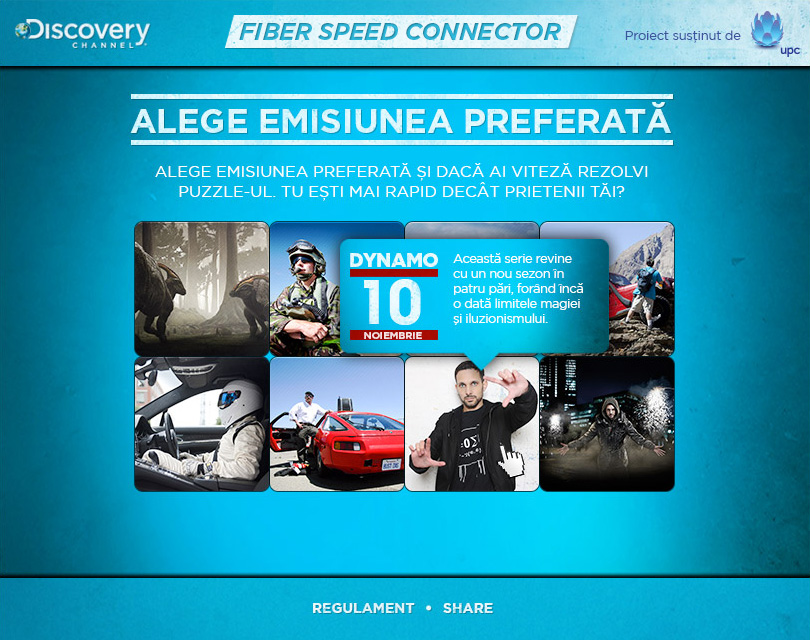 Discovery
CHANNEL
FIBER SPEED CONNECTOR
Proiect susținut de
upc
ALEGE EMISIUNEA PREFERATĂ
ALEGE EMISIUNEA PREFERATĂ ȘI DACĂ AI VITEZĂ REZOLVI
PUZZLE-UL. TU EȘTI MAI RAPID DECÂT PRIETENII TĂI?
DYNAMO
10
NOIEMBRIE
Această serie revine
cu un nou sezon în
patru pări, forând încă
o dată limitele magiei
și iluzionismului.
REGULAMENT • SHARE